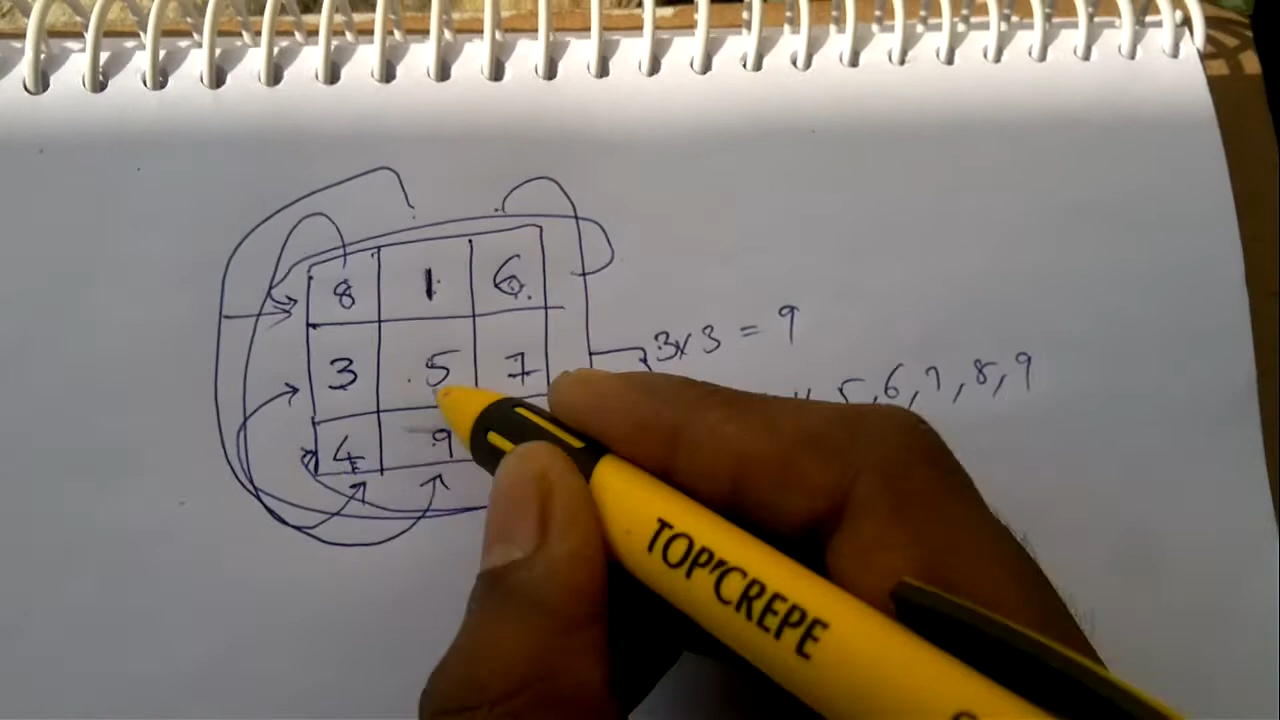 8 1 6
3 5 7
4 9
3x3 = 9
5, 6, 7, 8, 9
TOP'CREPE